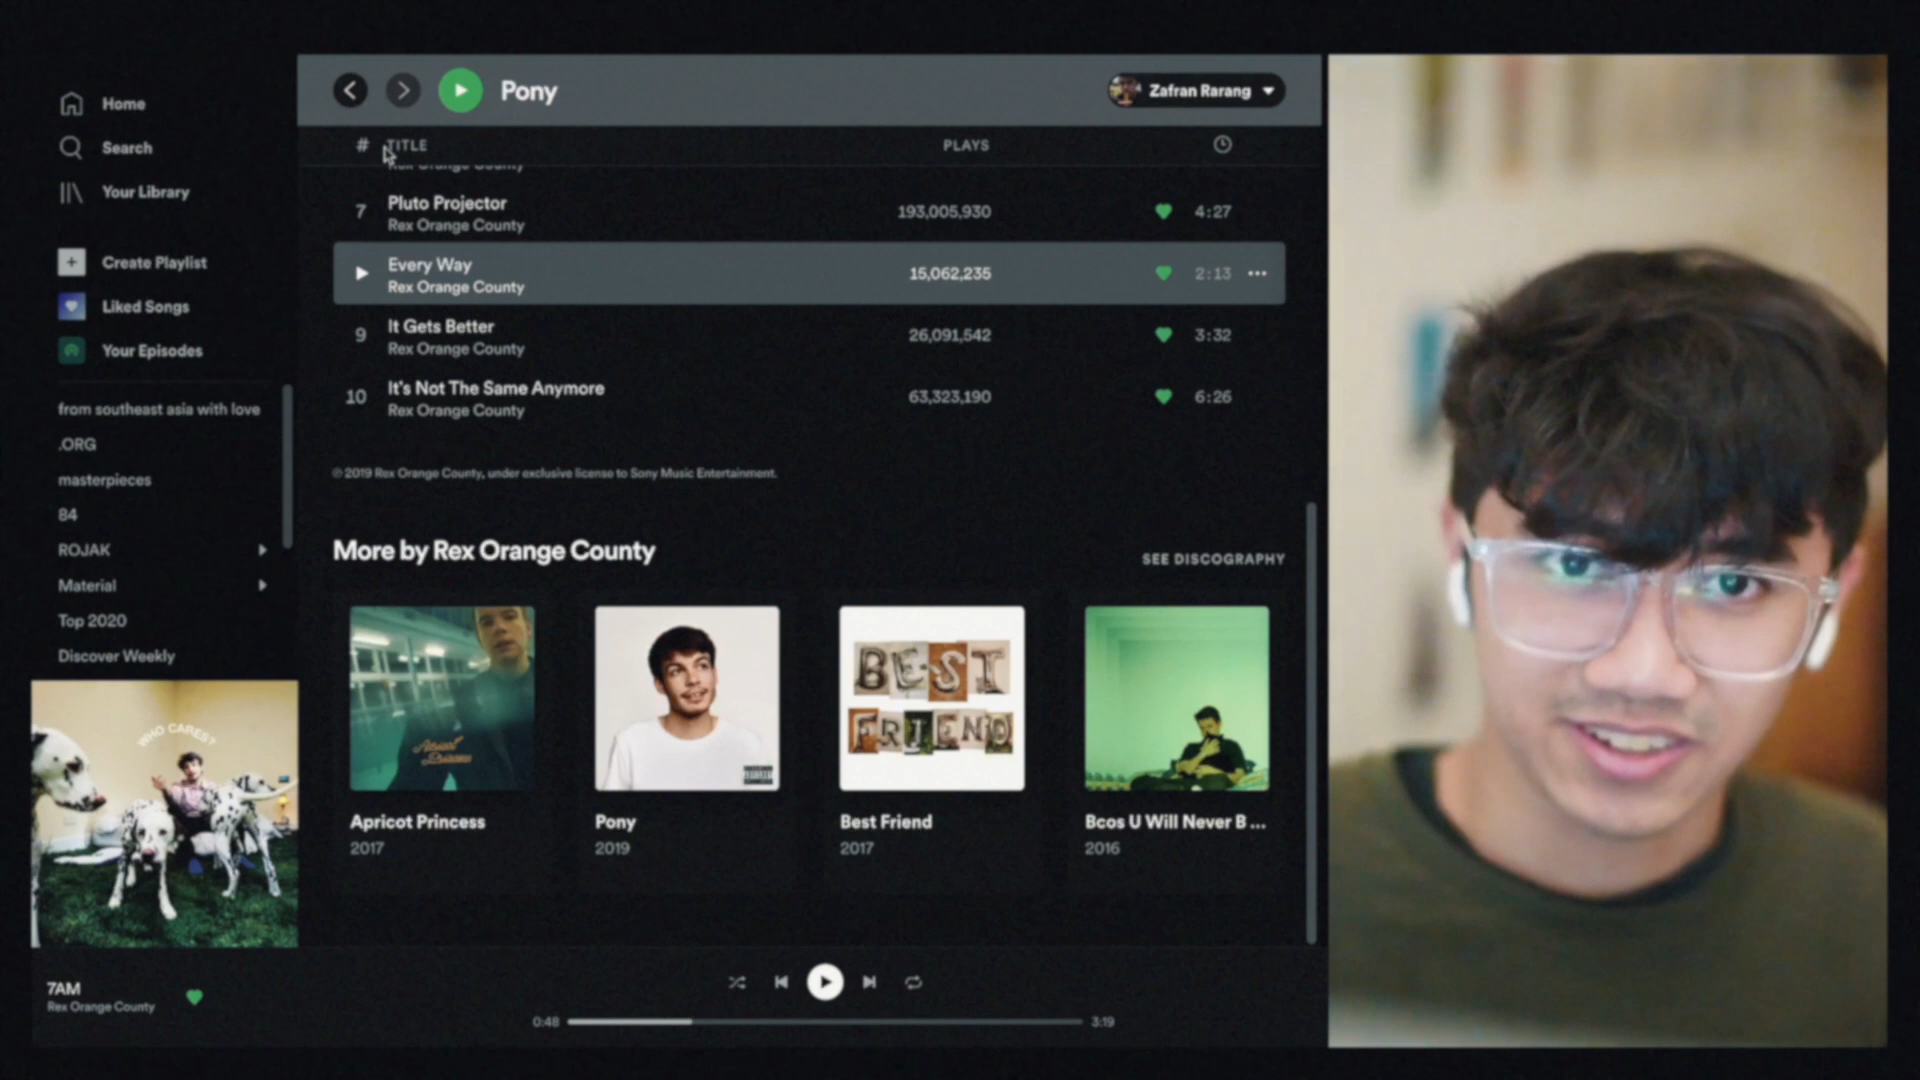 Home
Search
Your Library
Create Playlist
Liked Songs
Your Episodes
from southeast asia with love
.ORG
masterpieces
84
ROJAK
Material
Top 2020
Discover Weekly
WHO CARES?
7AM
Rex Orange County
Pony
Zafran Rarang
# TITLE PLAYS
Rex Orange County
7 Pluto Projector 193,005,930 4:27
Rex Orange County
Every Way 15,062,235 2:13
Rex Orange County
9 It Gets Better 26,091,542 3:32
Rex Orange County
10 It's Not The Same Anymore 63,323,190 6:26
Rex Orange County
℗ 2019 Rex Orange County, under exclusive license to Sony Music Entertainment.
More by Rex Orange County
SEE DISCOGRAPHY
Apricot Princess
BEST
FRIEND
Apricot Princess
2017
Pony
2019
Best Friend
2017
Bcos U Will Never B ...
2016
0:48 3:19